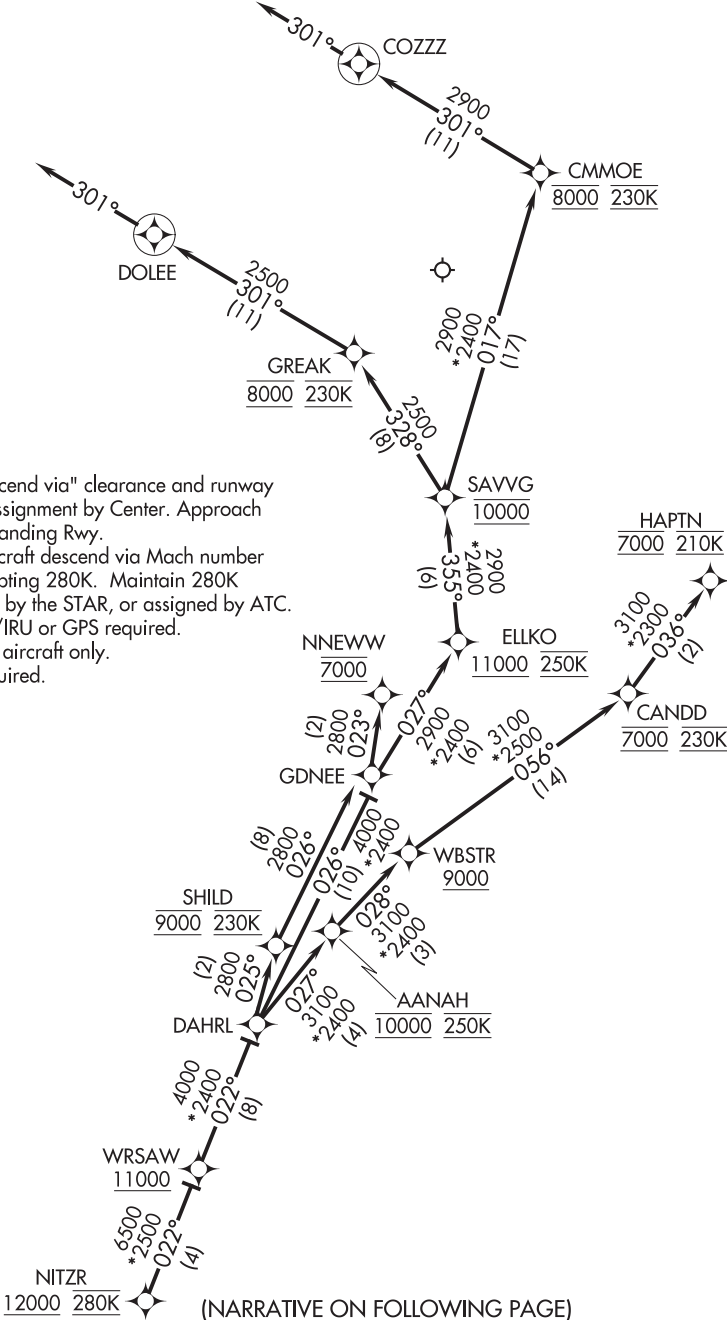 301°
COZZZ
2900
301°
(11)
CMMOE
8000 230K
301°
DOLEE
2500
301°
(11)
2900
*2400
017°
(17)
GREAK
8000 230K
2500
328°
(8)
SAVVG
10000
cend via" clearance and runway
ssignment by Center. Approach
anding Rwy.
craft descend via Mach number
pting 280K. Maintain 280K
by the STAR, or assigned by ATC.
/IRU or GPS required.
aircraft only.
uired.
HAPTN
7000 210K
2900
*2400
355°
(6)
3100
*2300
036°
(2)
NNEWW
7000
ELLKO
11000 250K
(2)
2800
023°
027°
2900
*2400
(6)
CANDD
7000 230K
3100
*2500
056°
(14)
GDNEE
(8)
2800
026°
4000
*2400
026°
(10)
WBSTR
9000
SHILD
9000 230K
028°
3100
*2400
(3)
(2)
2800
025°
027°
3100
*2400
(4)
AANAH
10000 250K
DAHRL
4000
*2400
022°
(8)
WRSAW
11000
6500
*2500
022°
(4)
NITZR
12000 280K
(NARRATIVE ON FOLLOWING PAGE)